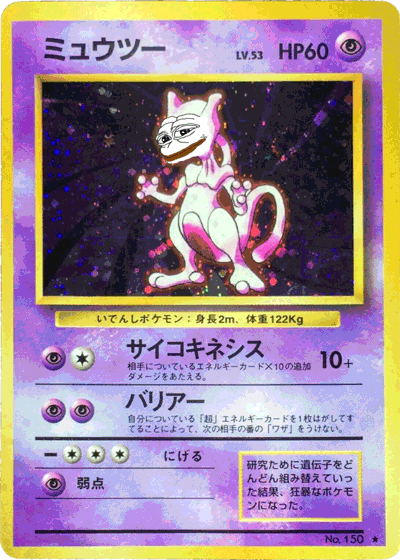 ミュウツー LV.53 HP60
いでんしポケモン：身長2m、体重122Kg
サイコキネシス 10+
相手についているエネルギーカード×10の追加
ダメージをあたえる。
バリアー
自分についている「超」エネルギーカードを1枚はがしてす
てることによって、次の相手の番の「ワザ」をうけない。
ー にげる
弱点
研究ために遺伝子をど
んどん組み替えていっ
た結果、狂暴なポケモ
ンになった。
No. 150 ★